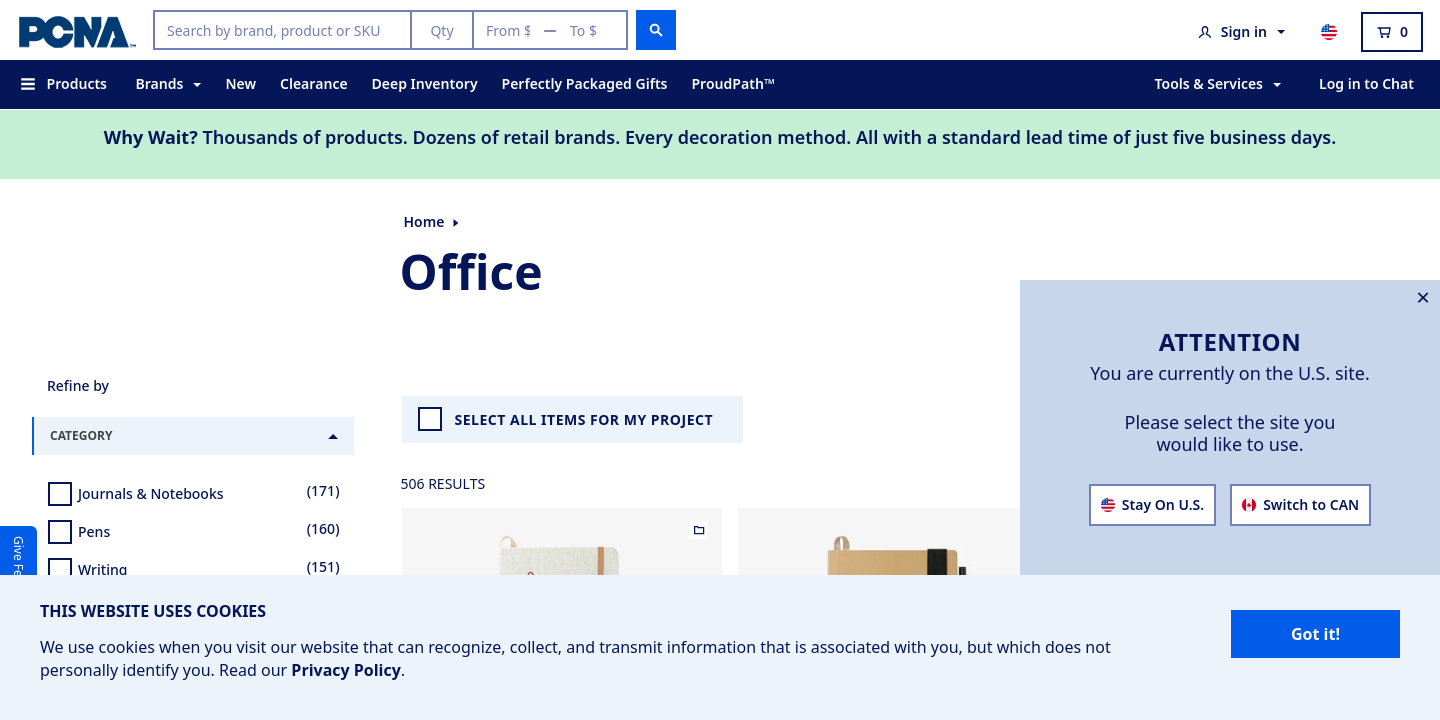 PCNA™
Search by brand, product or SKU
Qty
From $ — To $
Sign in
0
Products
Brands
New
Clearance
Deep Inventory
Perfectly Packaged Gifts
ProudPath™
Tools & Services
Log in to Chat
Why Wait? Thousands of products. Dozens of retail brands. Every decoration method. All with a standard lead time of just five business days.
Home
Office
Refine by
CATEGORY
Journals & Notebooks (171)
Pens (160)
Writing (151)
Give Fe
SELECT ALL ITEMS FOR MY PROJECT
506 RESULTS
ATTENTION
You are currently on the U.S. site.
Please select the site you
would like to use.
Stay On U.S.
Switch to CAN
THIS WEBSITE USES COOKIES
We use cookies when you visit our website that can recognize, collect, and transmit information that is associated with you, but which does not
personally identify you. Read our Privacy Policy.
Got it!